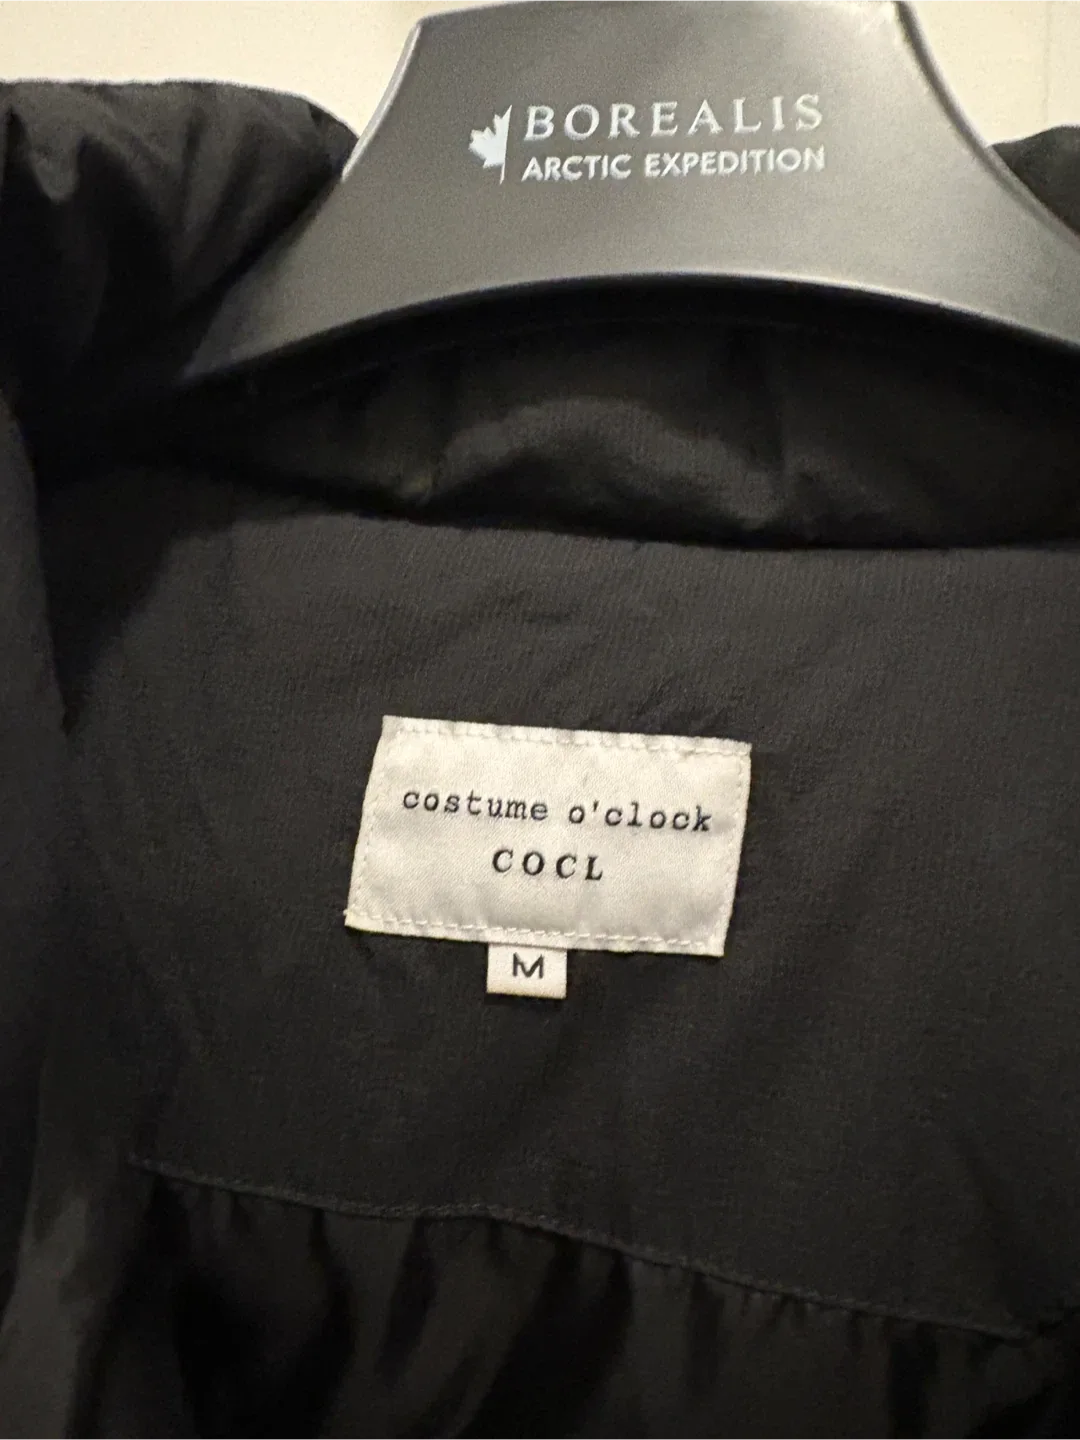 BOREALIS
ARCTIC EXPEDITION
costume o'clock
COCL
M